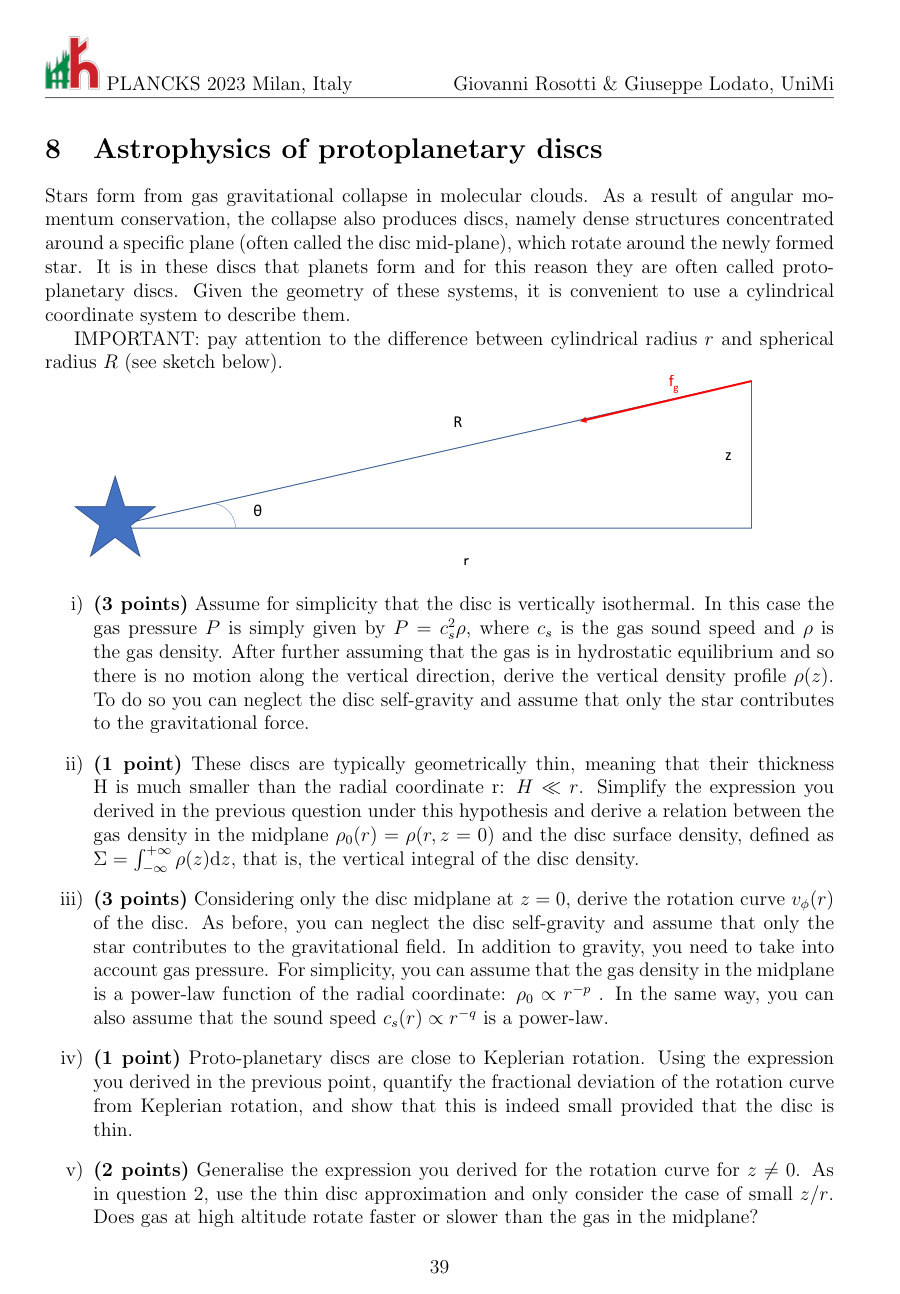 PLANCKS 2023 Milan, Italy Giovanni Rosotti & Giuseppe Lodato, UniMi
8 Astrophysics of protoplanetary discs
Stars form from gas gravitational collapse in molecular clouds. As a result of angular mo-
mentum conservation, the collapse also produces discs, namely dense structures concentrated
around a specific plane (often called the disc mid-plane), which rotate around the newly formed
star. It is in these discs that planets form and for this reason they are often called proto-
planetary discs. Given the geometry of these systems, it is convenient to use a cylindrical
coordinate system to describe them.
IMPORTANT: pay attention to the difference between cylindrical radius r and spherical
radius R (see sketch below).
f_g
R
z
θ
r
i) (3 points) Assume for simplicity that the disc is vertically isothermal. In this case the
gas pressure P is simply given by P = c_s^2 ρ, where c_s is the gas sound speed and ρ is
the gas density. After further assuming that the gas is in hydrostatic equilibrium and so
there is no motion along the vertical direction, derive the vertical density profile ρ(z).
To do so you can neglect the disc self-gravity and assume that only the star contributes
to the gravitational force.
ii) (1 point) These discs are typically geometrically thin, meaning that their thickness
H is much smaller than the radial coordinate r: H ≪ r. Simplify the expression you
derived in the previous question under this hypothesis and derive a relation between the
gas density in the midplane ρ_0(r) = ρ(r, z = 0) and the disc surface density, defined as
Σ = ∫_{−∞}^{+∞} ρ(z)dz, that is, the vertical integral of the disc density.
iii) (3 points) Considering only the disc midplane at z = 0, derive the rotation curve v_ϕ(r)
of the disc. As before, you can neglect the disc self-gravity and assume that only the
star contributes to the gravitational field. In addition to gravity, you need to take into
account gas pressure. For simplicity, you can assume that the gas density in the midplane
is a power-law function of the radial coordinate: ρ_0 ∝ r^{−p} . In the same way, you can
also assume that the sound speed c_s(r) ∝ r^{−q} is a power-law.
iv) (1 point) Proto-planetary discs are close to Keplerian rotation. Using the expression
you derived in the previous point, quantify the fractional deviation of the rotation curve
from Keplerian rotation, and show that this is indeed small provided that the disc is
thin.
v) (2 points) Generalise the expression you derived for the rotation curve for z ≠ 0. As
in question 2, use the thin disc approximation and only consider the case of small z/r.
Does gas at high altitude rotate faster or slower than the gas in the midplane?
39